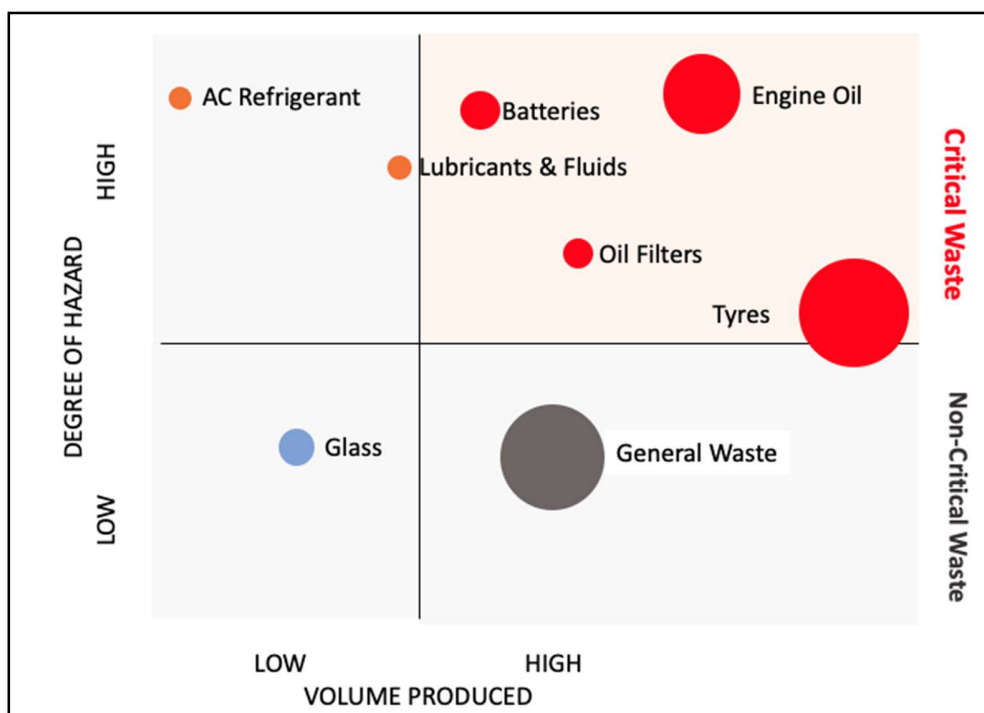 AC Refrigerant
Batteries
Engine Oil
Lubricants & Fluids
Oil Filters
Tyres
Glass
General Waste
HIGH
LOW
DEGREE OF HAZARD
Critical Waste
Non-Critical Waste
LOW
HIGH
VOLUME PRODUCED